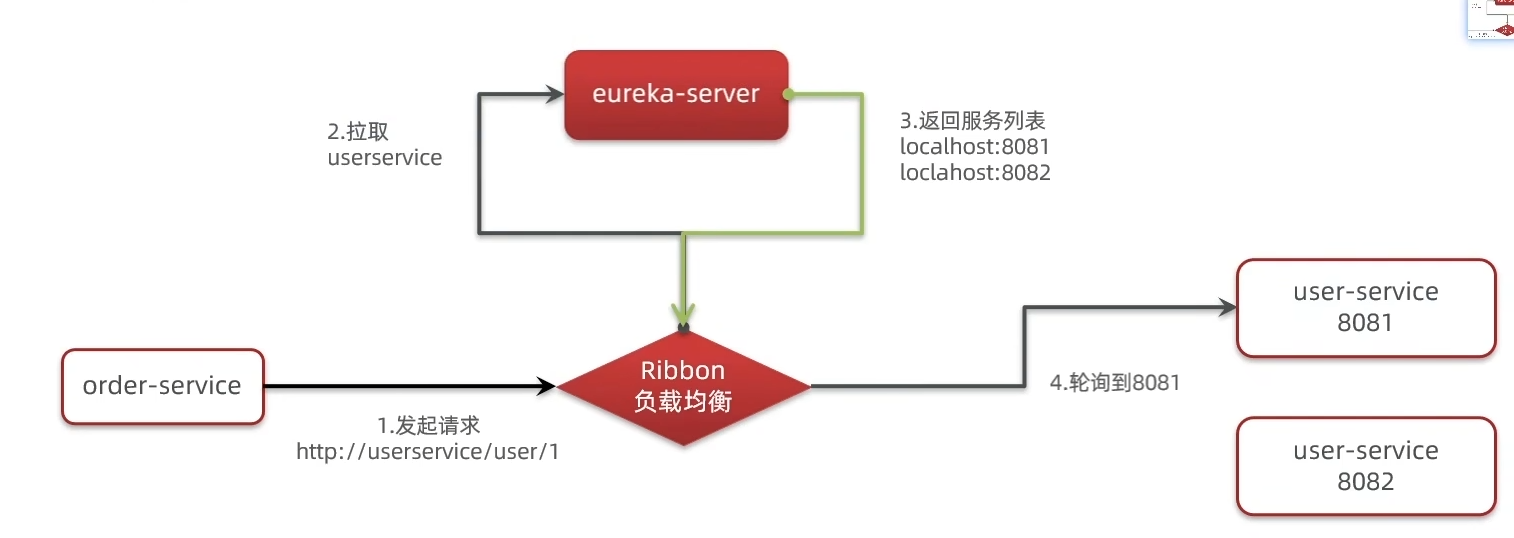 eureka-server
2.拉取
userservice
3.返回服务列表
localhost:8081
loclahost:8082
user-service
8081
order-service
Ribbon
负载均衡
4.轮询到8081
1.发起请求
http://userservice/user/1
user-service
8082